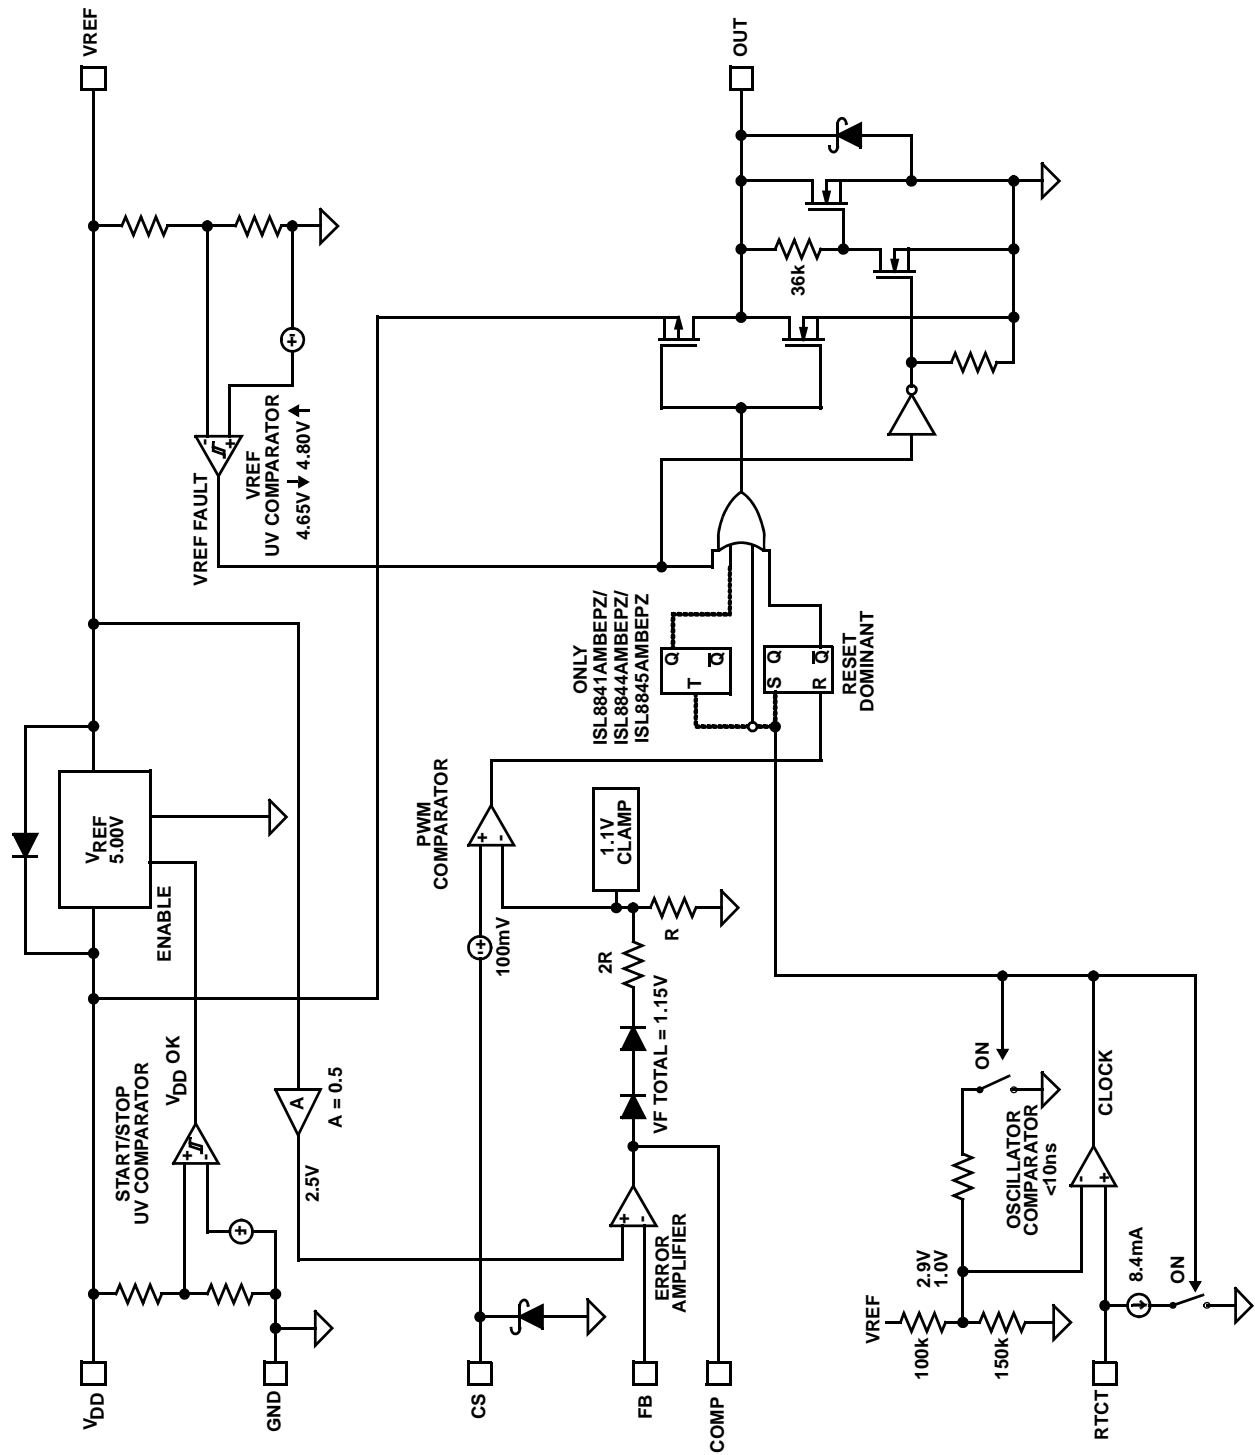 VREF
VREF FAULT
VREF
UV COMPARATOR
4.65V 4.80V
- +
+ -
VREF
5.00V
ENABLE
VDD OK
START/STOP
UV COMPARATOR
+ -
+
A
A = 0.5
2.5V
VDD
GND
OUT
36k
ONLY
ISL8841AMBEPZ/
ISL8844AMBEPZ/
ISL8845AMBEPZ
T
Q
Q
S Q
R Q
RESET
DOMINANT
PWM
COMPARATOR
+ -
100mV
1.1V
CLAMP
2R
R
VF TOTAL = 1.15V
ERROR
AMPLIFIER
+ -
CS
FB
COMP
ON
OSCILLATOR
COMPARATOR
<10ns
CLOCK
- +
2.9V
1.0V
VREF
100k
150k
8.4mA
ON
RTCT